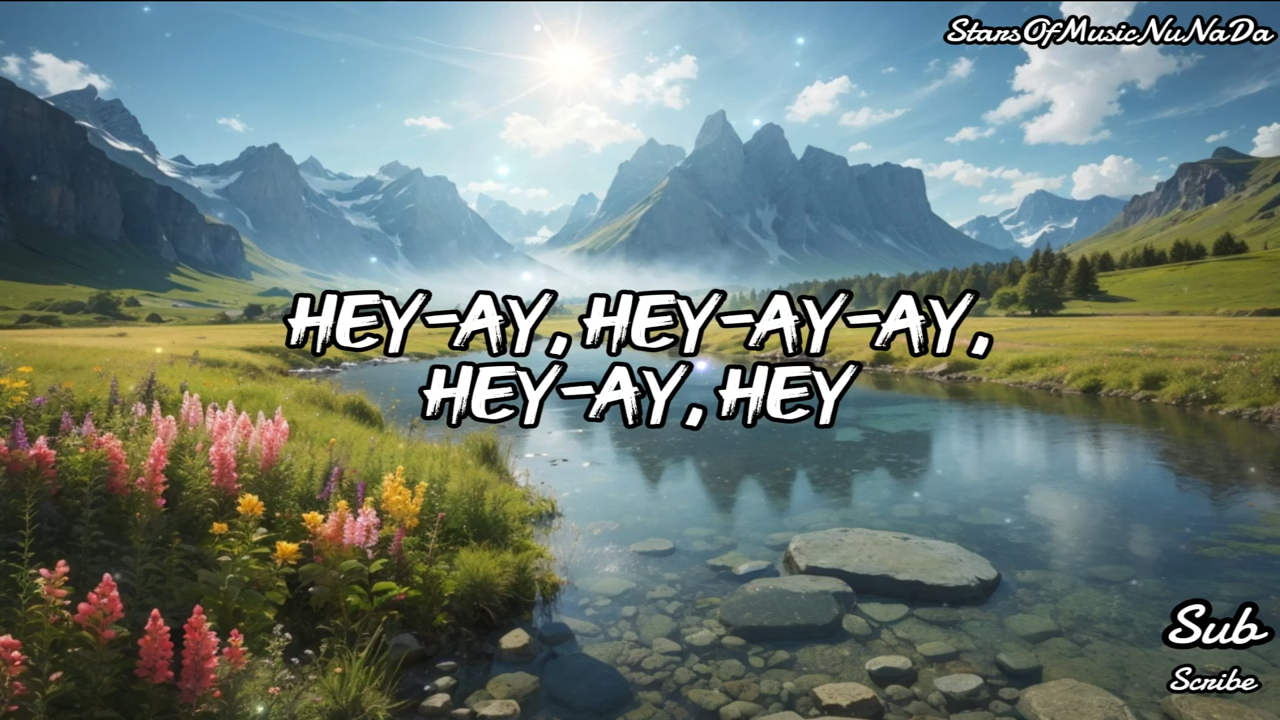 StarsOfMusicNuNaDa
HEY-AY, HEY-AY-AY,
HEY-AY, HEY
Sub
Scribe